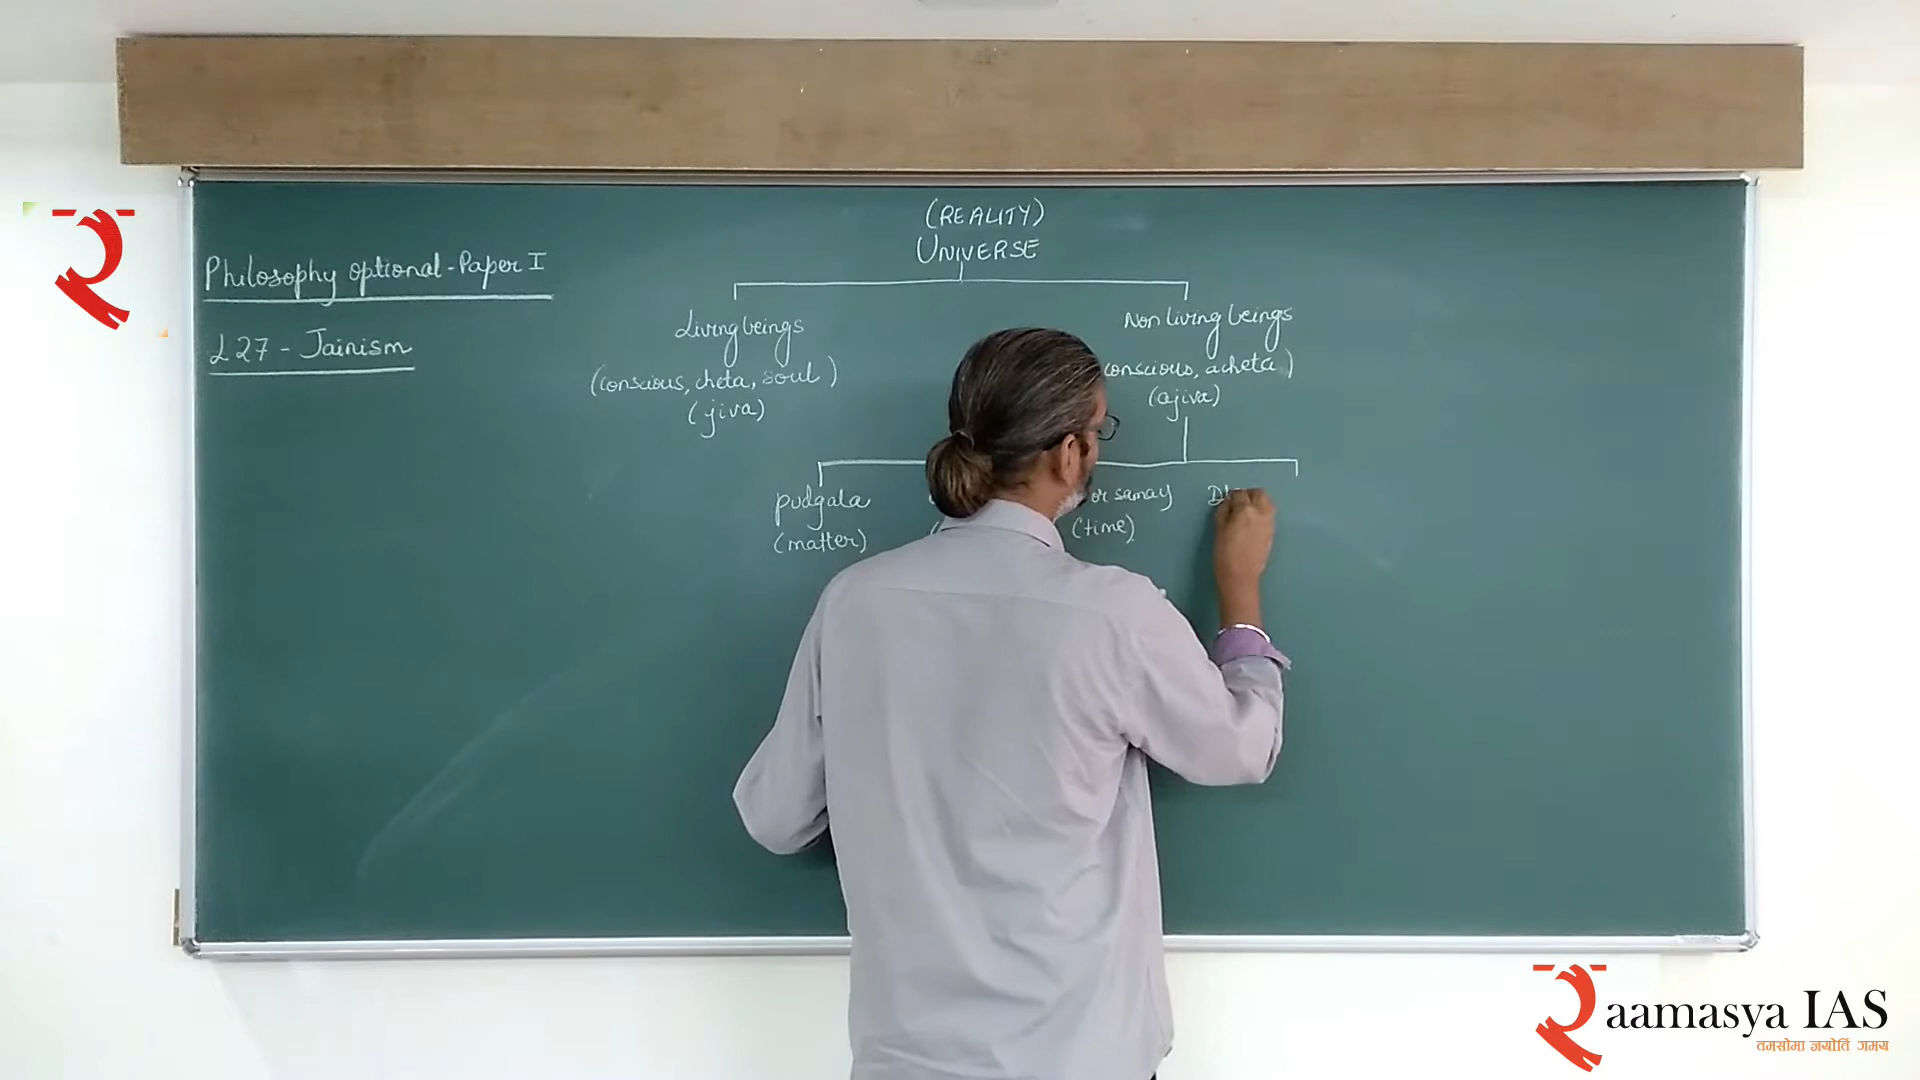 (REALITY)
UNIVERSE
Philosophy optional-Paper I
L27 - Jainism
Living beings
(conscious, cheta, soul)
(jiva)
Non living beings
conscious, acheta)
(ajiva)
pudgala
(matter)
or samay
(time)
Raamasya IAS
तमसोमा ज्योर्ति गमय